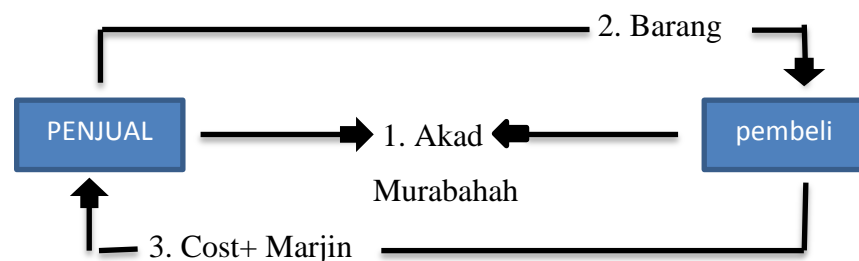 2. Barang
PENJUAL
1. Akad
pembeli
Murabahah
3. Cost+ Marjin